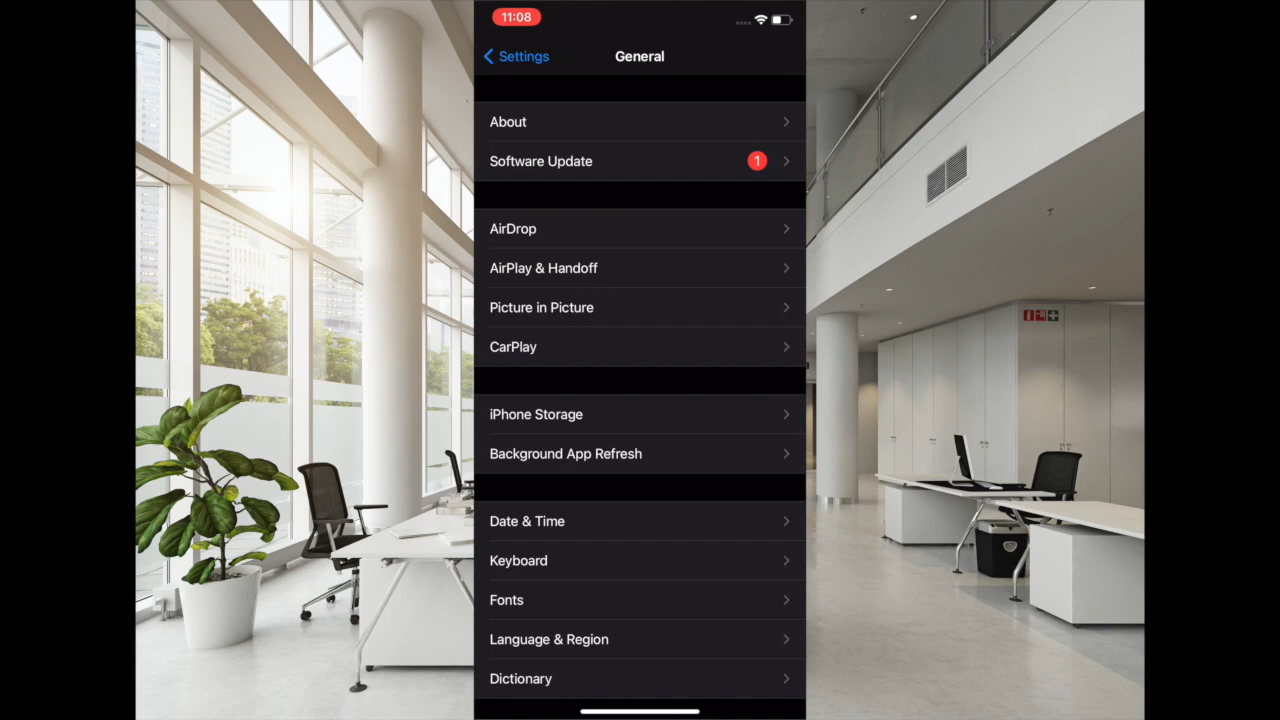 11:08
Settings
General
About
Software Update 1
AirDrop
AirPlay & Handoff
Picture in Picture
CarPlay
iPhone Storage
Background App Refresh
Date & Time
Keyboard
Fonts
Language & Region
Dictionary